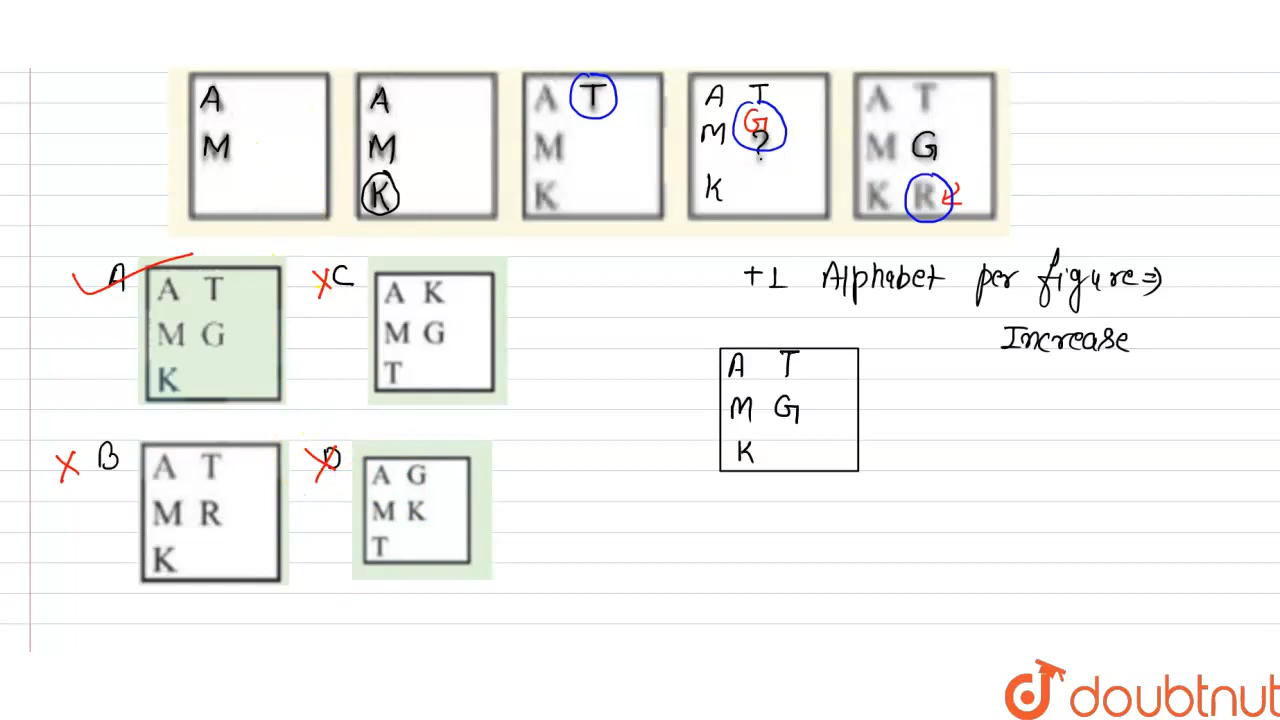 A
M
A
M
K
A T
M
K
A T
M G
?
K
A T
M G
K R
A
A T
M G
K
C
A K
M G
T
+1 Alphabet per figure ⇒
Increase
A T
M G
K
B
A T
M R
K
D
A G
M K
T
doubtnut